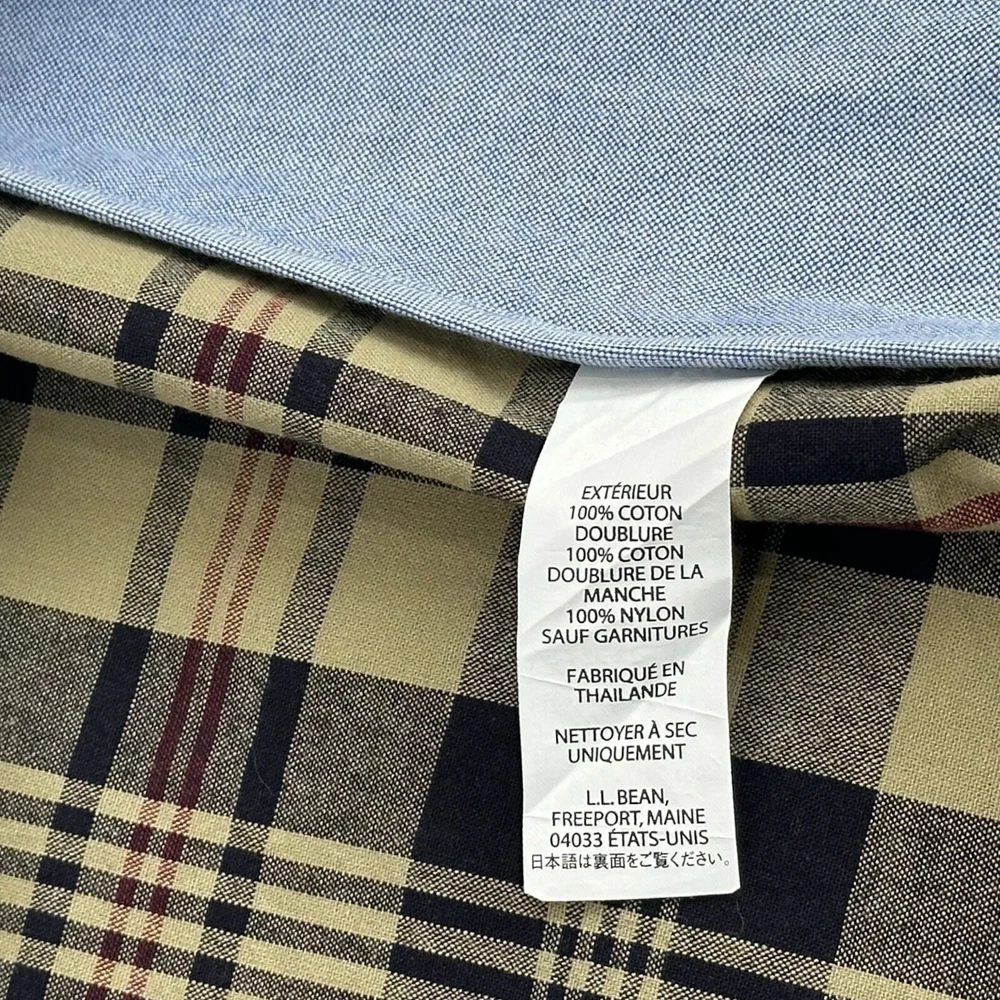 EXTÉRIEUR
100% COTON
DOUBLURE
100% COTON
DOUBLURE DE LA
MANCHE
100% NYLON
SAUF GARNITURES
FABRIQUÉ EN
THAILANDE
NETTOYER À SEC
UNIQUEMENT
L.L.BEAN,
FREEPORT, MAINE
04033 ÉTATS-UNIS
日本語は裏面をご覧ください。